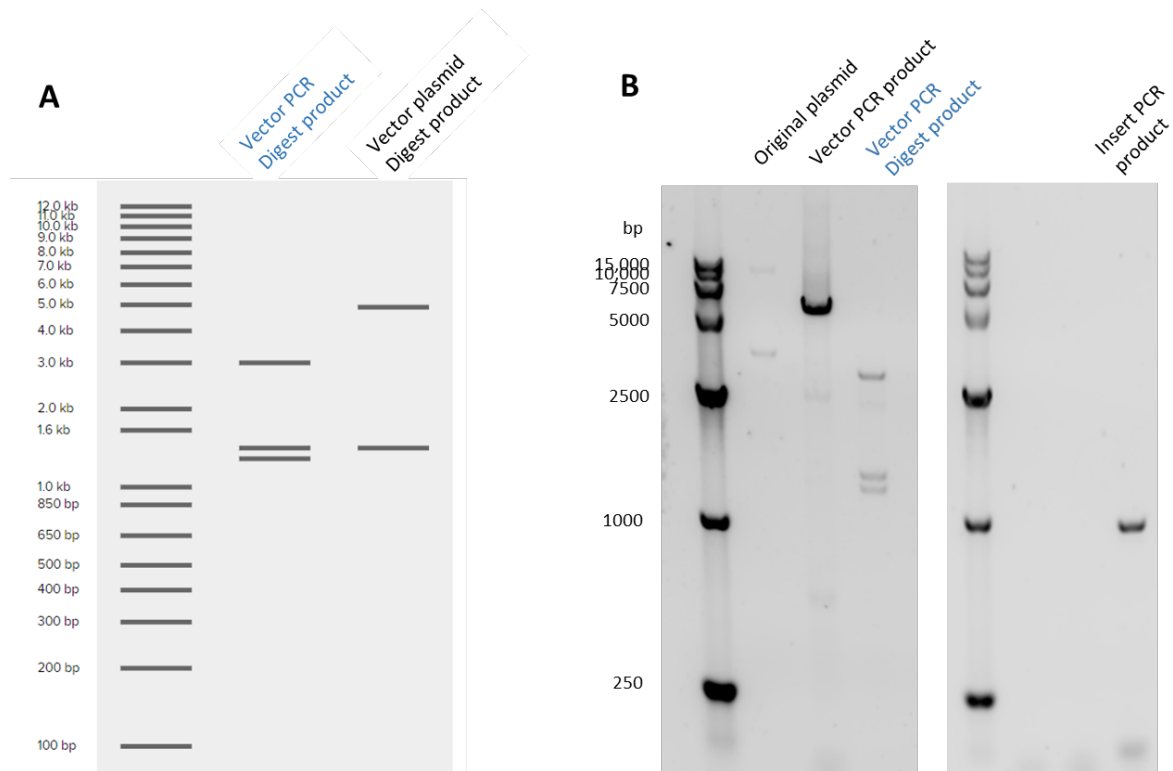 A
Vector PCR
Digest product
Vector plasmid
Digest product
12.0 kb
11.0 kb
10.0 kb
9.0 kb
8.0 kb
7.0 kb
6.0 kb
5.0 kb
4.0 kb
3.0 kb
2.0 kb
1.6 kb
1.0 kb
850 bp
650 bp
500 bp
400 bp
300 bp
200 bp
100 bp
B
Original plasmid
Vector PCR product
Vector PCR
Digest product
Insert PCR
product
bp
15,000
10,000
7500
5000
2500
1000
250